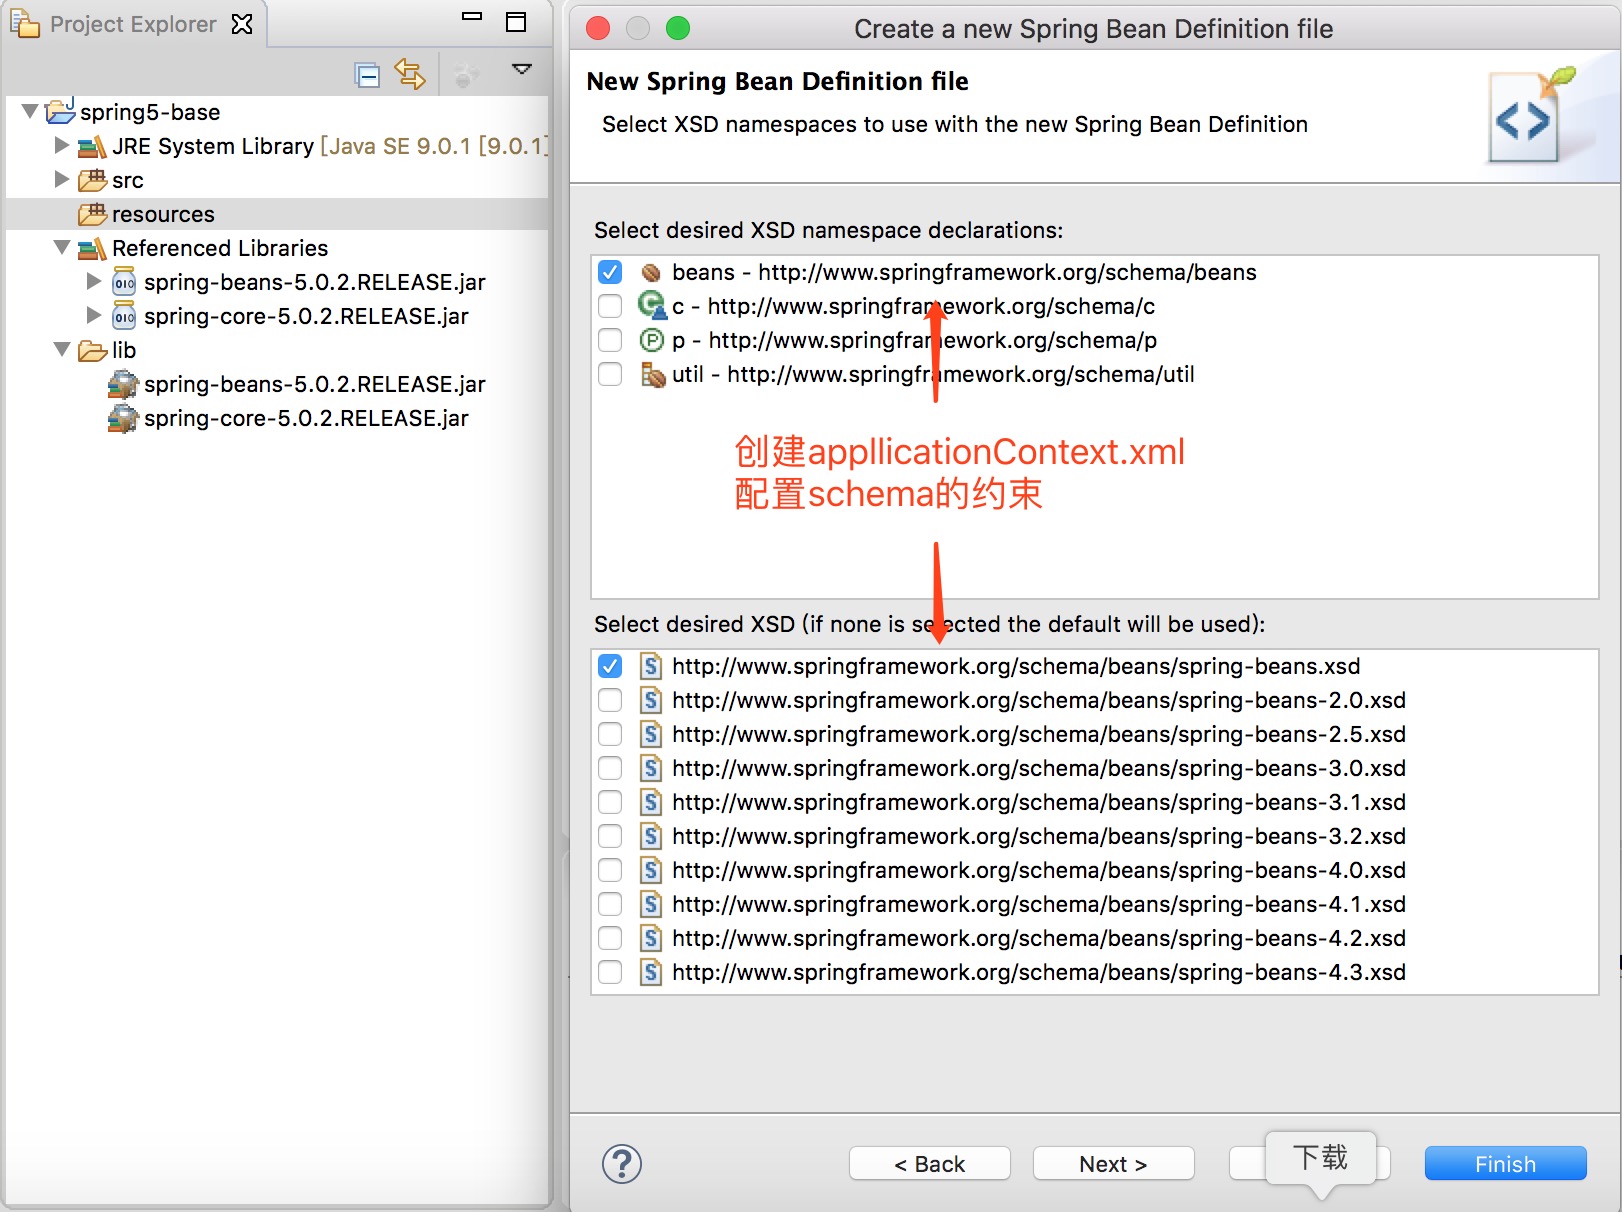 Project Explorer
spring5-base
JRE System Library [Java SE 9.0.1 [9.0.1]
src
resources
Referenced Libraries
spring-beans-5.0.2.RELEASE.jar
spring-core-5.0.2.RELEASE.jar
lib
spring-beans-5.0.2.RELEASE.jar
spring-core-5.0.2.RELEASE.jar
Create a new Spring Bean Definition file
New Spring Bean Definition file
Select XSD namespaces to use with the new Spring Bean Definition
Select desired XSD namespace declarations:
beans - http://www.springframework.org/schema/beans
c - http://www.springframework.org/schema/c
p - http://www.springframework.org/schema/p
util - http://www.springframework.org/schema/util
创建appllicationContext.xml
配置schema的约束
Select desired XSD (if none is selected the default will be used):
http://www.springframework.org/schema/beans/spring-beans.xsd
http://www.springframework.org/schema/beans/spring-beans-2.0.xsd
http://www.springframework.org/schema/beans/spring-beans-2.5.xsd
http://www.springframework.org/schema/beans/spring-beans-3.0.xsd
http://www.springframework.org/schema/beans/spring-beans-3.1.xsd
http://www.springframework.org/schema/beans/spring-beans-3.2.xsd
http://www.springframework.org/schema/beans/spring-beans-4.0.xsd
http://www.springframework.org/schema/beans/spring-beans-4.1.xsd
http://www.springframework.org/schema/beans/spring-beans-4.2.xsd
http://www.springframework.org/schema/beans/spring-beans-4.3.xsd
< Back
Next >
下载
Finish